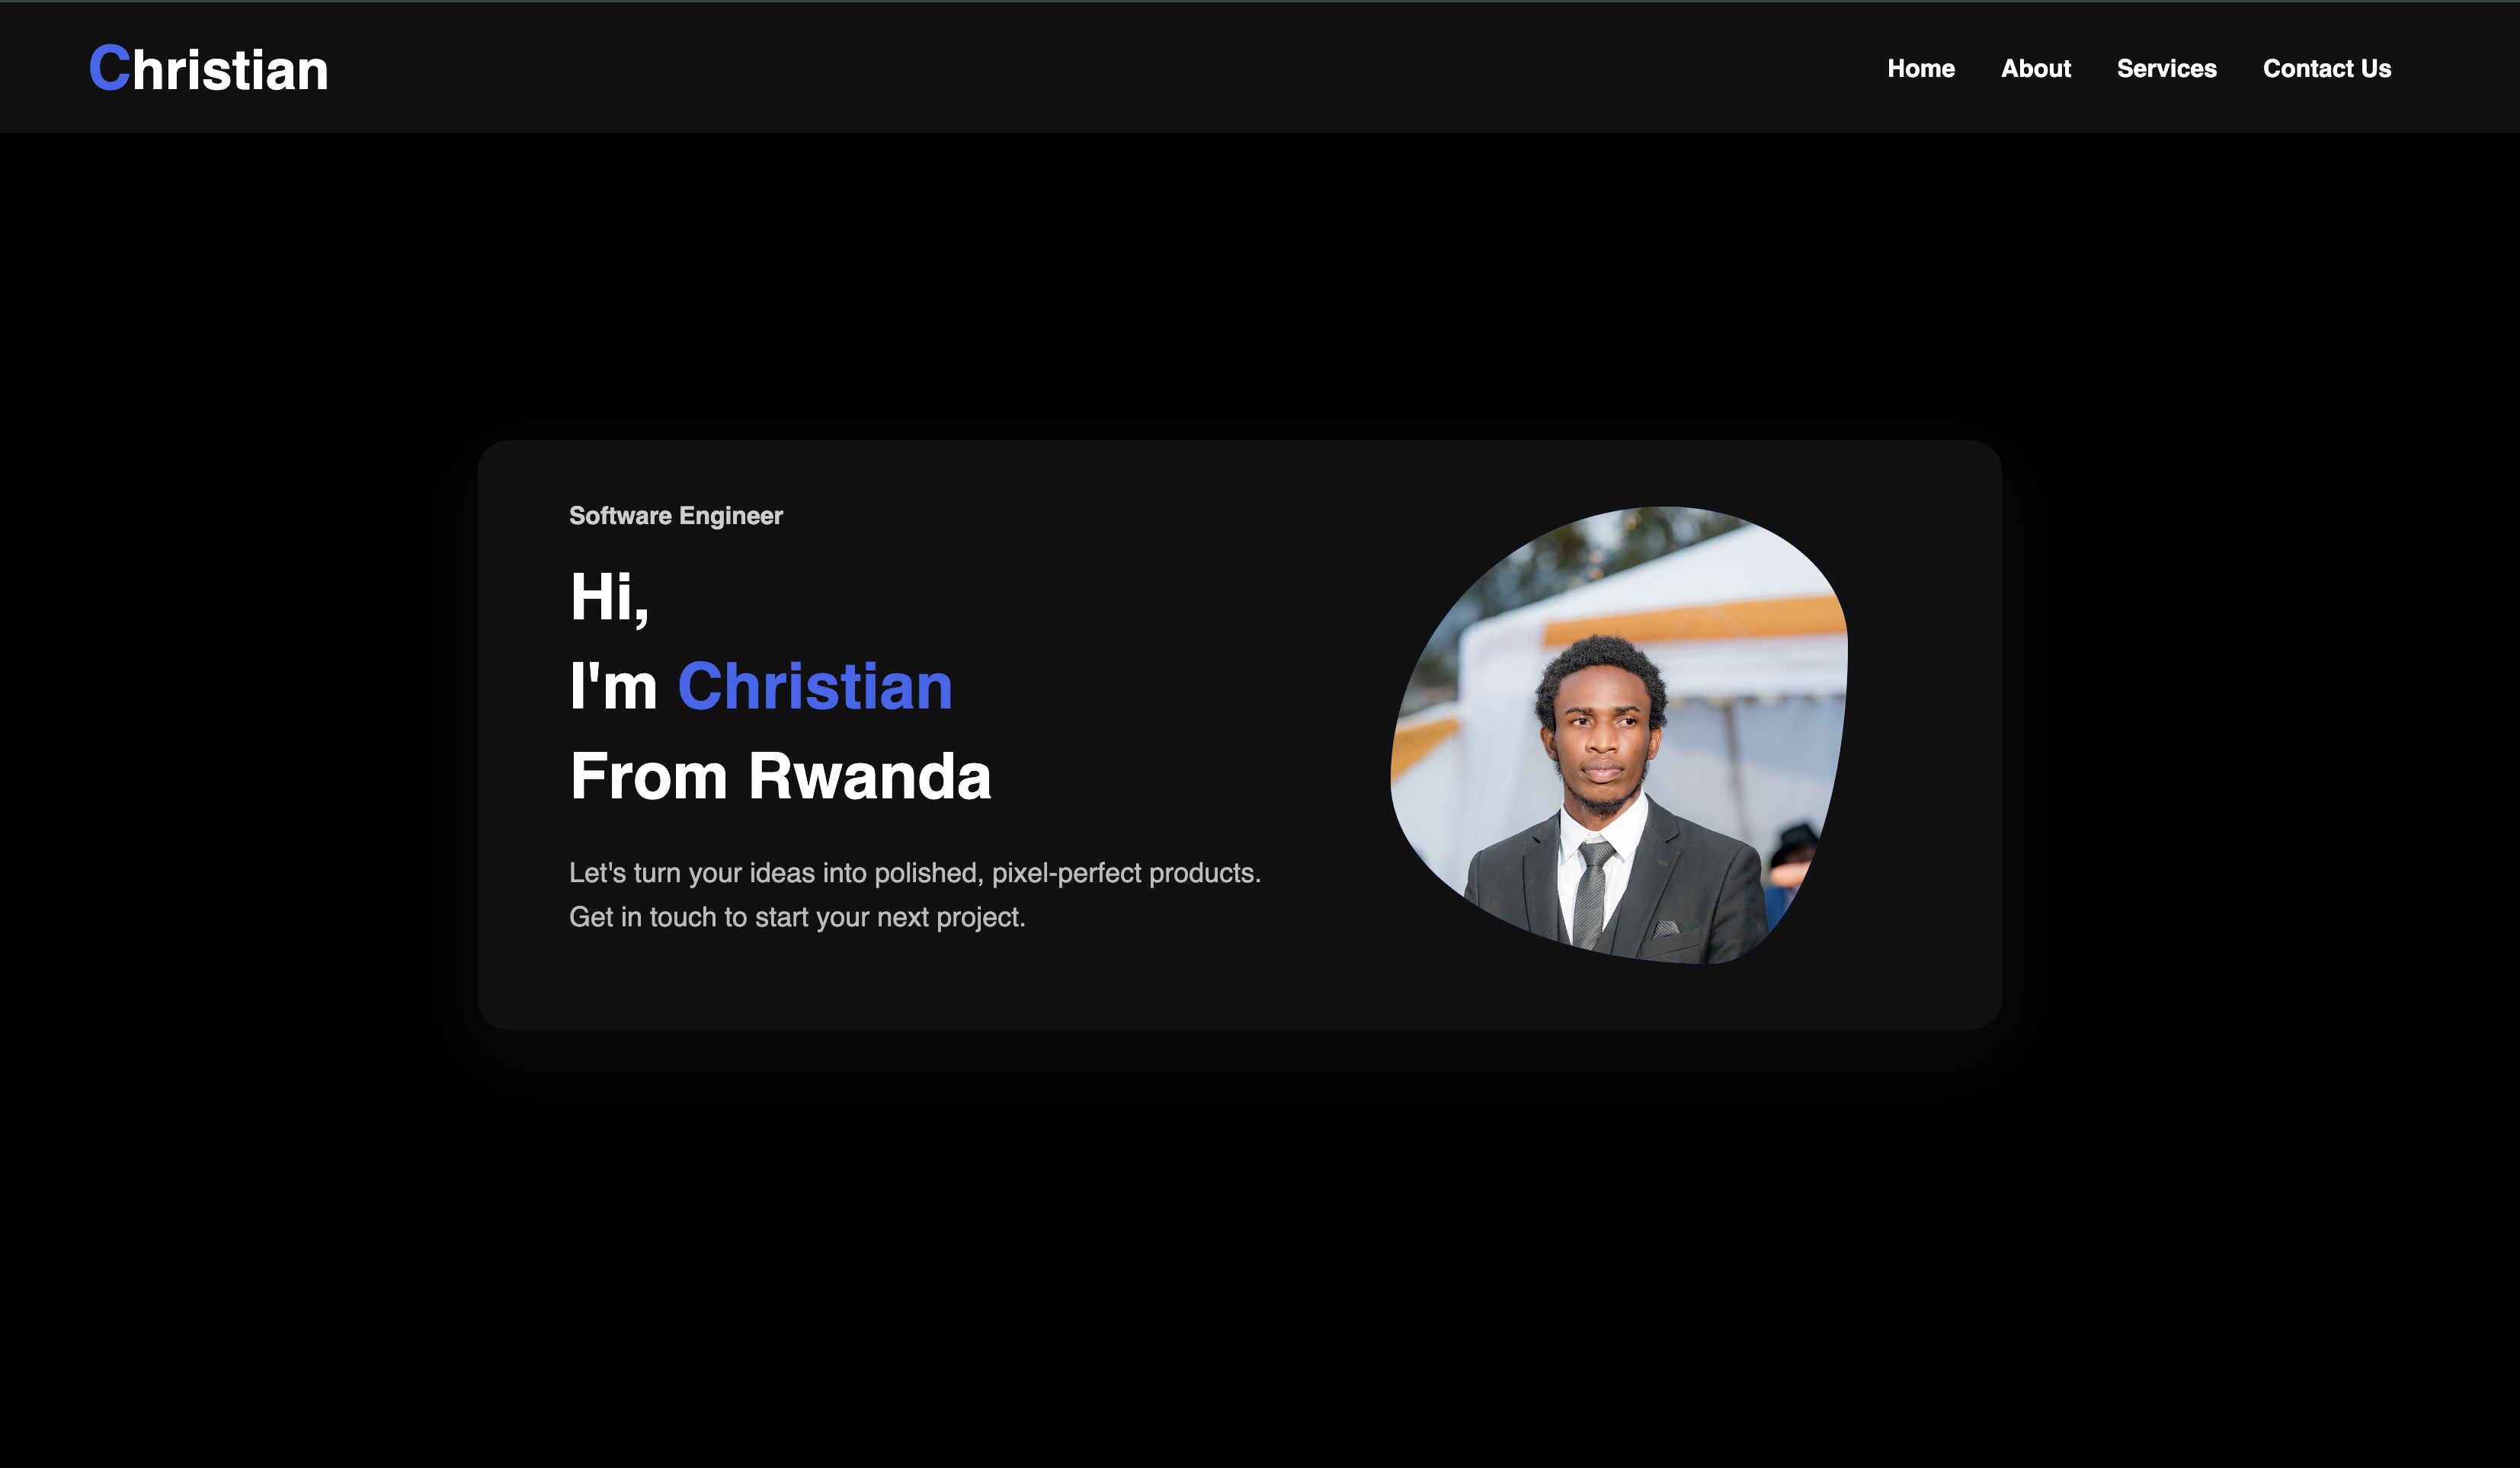 Christian
Home About Services Contact Us
Software Engineer
Hi,
I'm Christian
From Rwanda
Let's turn your ideas into polished, pixel-perfect products.
Get in touch to start your next project.